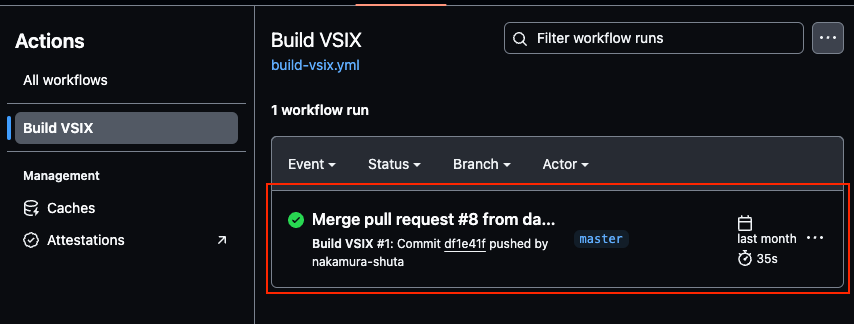 Actions
All workflows
Build VSIX
Management
Caches
Attestations
Build VSIX
build-vsix.yml
Filter workflow runs
1 workflow run
Event
Status
Branch
Actor
Merge pull request #8 from da...
Build VSIX #1: Commit df1e41f pushed by
nakamura-shuta
master
last month
35s